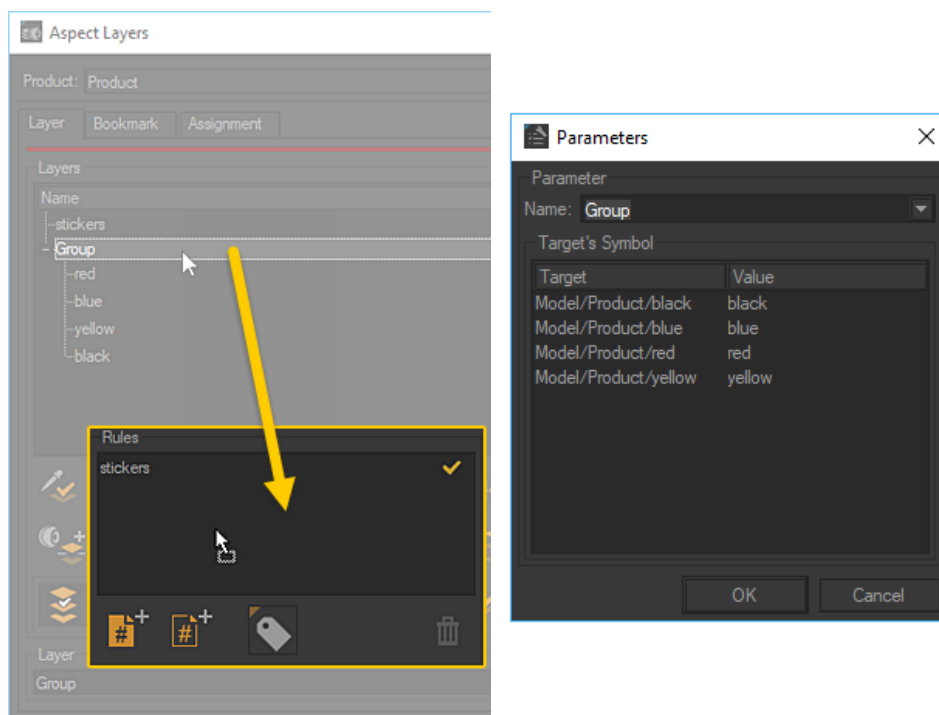 Aspect Layers
Product: Product
Layer Bookmark Assignment
Layers
Name
stickers
Group
red
blue
yellow
black
Rules
stickers
Layer
Group
Parameters
Parameter
Name: Group
Target's Symbol
Target Value
Model/Product/black black
Model/Product/blue blue
Model/Product/red red
Model/Product/yellow yellow
OK Cancel